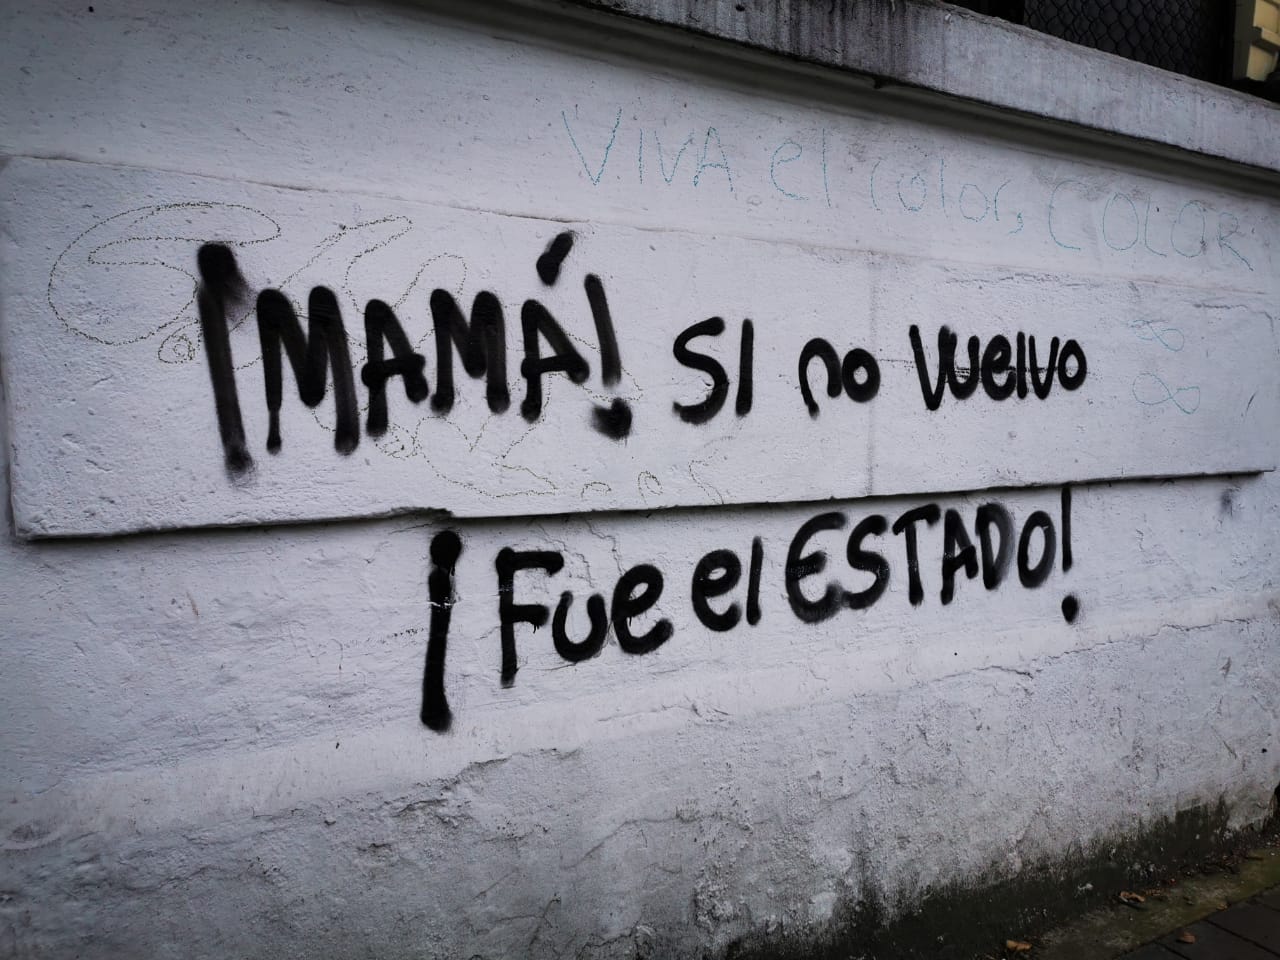 VIVA el color, COLOR
¡MAMÁ! SI no vuelvo
¡Fue el ESTADO!